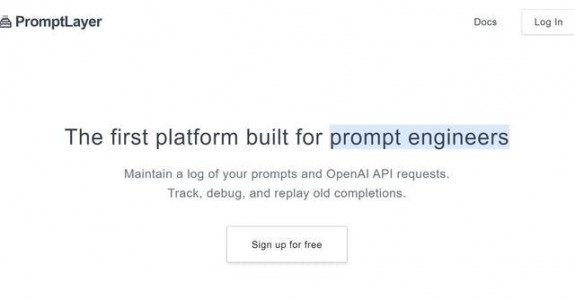 PromptLayer
Docs
Log In
The first platform built for prompt engineers
Maintain a log of your prompts and OpenAI API requests.
Track, debug, and replay old completions.
Sign up for free